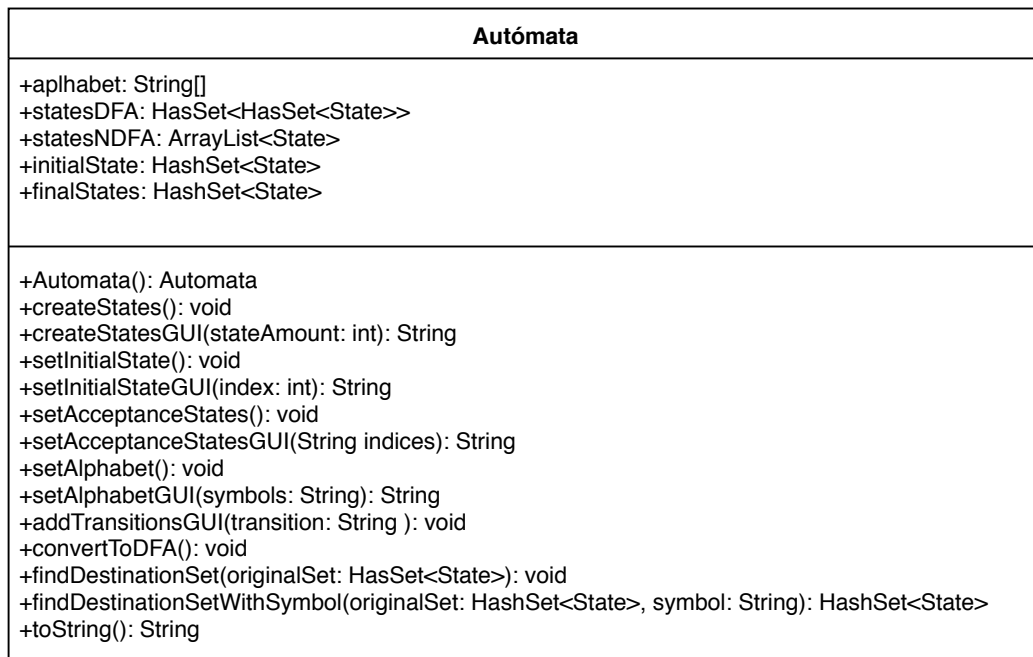 Autómata
+aplhabet: String[]
+statesDFA: HasSet<HasSet<State>>
+statesNDFA: ArrayList<State>
+initialState: HashSet<State>
+finalStates: HashSet<State>
+Automata(): Automata
+createStates(): void
+createStatesGUI(stateAmount: int): String
+setInitialState(): void
+setInitialStateGUI(index: int): String
+setAcceptanceStates(): void
+setAcceptanceStatesGUI(String indices): String
+setAlphabet(): void
+setAlphabetGUI(symbols: String): String
+addTransitionsGUI(transition: String ): void
+convertToDFA(): void
+findDestinationSet(originalSet: HasSet<State>): void
+findDestinationSetWithSymbol(originalSet: HashSet<State>, symbol: String): HashSet<State>
+toString(): String